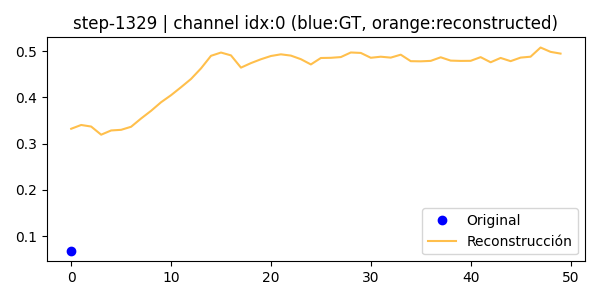 step-1329 | channel idx:0 (blue:GT, orange:reconstructed)
0.5
0.4
0.3
0.2
0.1
Original
Reconstrucción
0 10 20 30 40 50